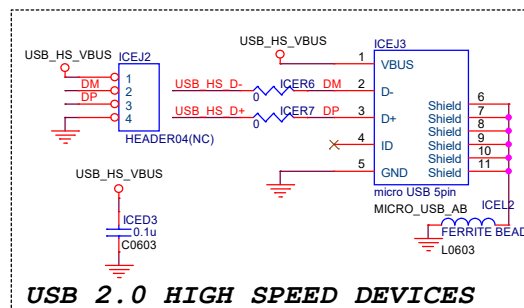 USB_HS_VBUS
ICEJ2
1
DM 2
DP 3
4
HEADER04(NC)
USB_HS_D- ICER6 DM
0
USB_HS_D+ ICER7 DP
0
USB_HS_VBUS
ICEJ3
1 VBUS
2 D-
3 D+
4 ID
5 GND
Shield 6
Shield 7
Shield 8
Shield 9
Shield 10
Shield 11
micro USB 5pin
MICRO_USB_AB
ICEL2
FERRITE BEAD
L0603
USB_HS_VBUS
ICED3
0.1u
C0603
USB 2.0 HIGH SPEED DEVICES